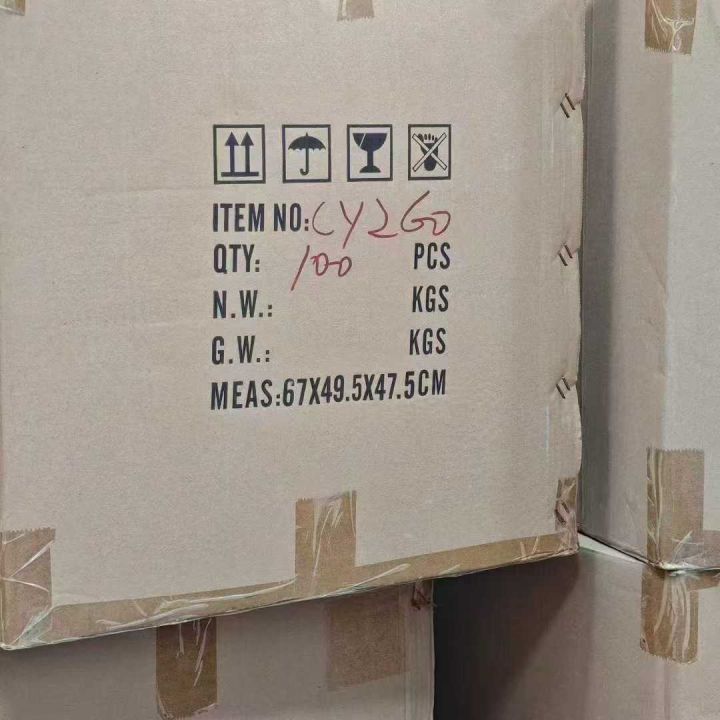 ITEM NO: CY260
QTY: 100 PCS
N.W.: KGS
G.W.: KGS
MEAS:67X49.5X47.5CM